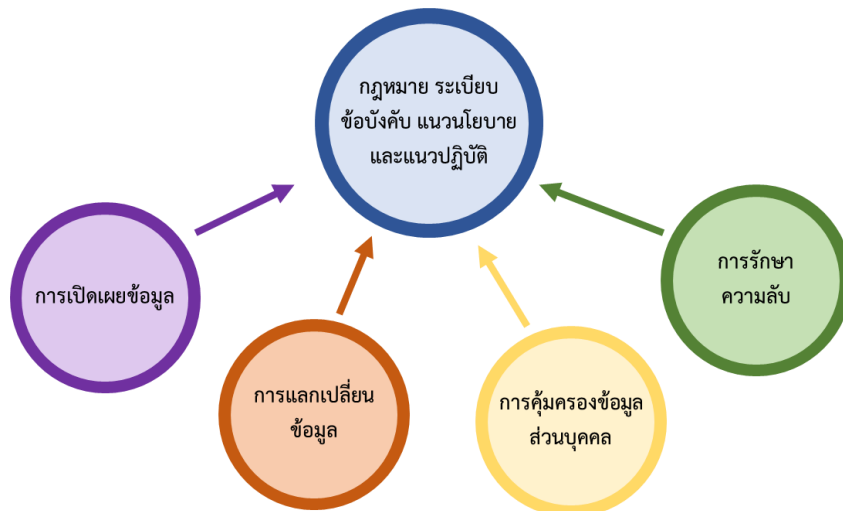 กฎหมาย ระเบียบ
ข้อบังคับ แนวนโยบาย
และแนวปฏิบัติ
การเปิดเผยข้อมูล
การแลกเปลี่ยน
ข้อมูล
การคุ้มครองข้อมูล
ส่วนบุคคล
การรักษา
ความลับ